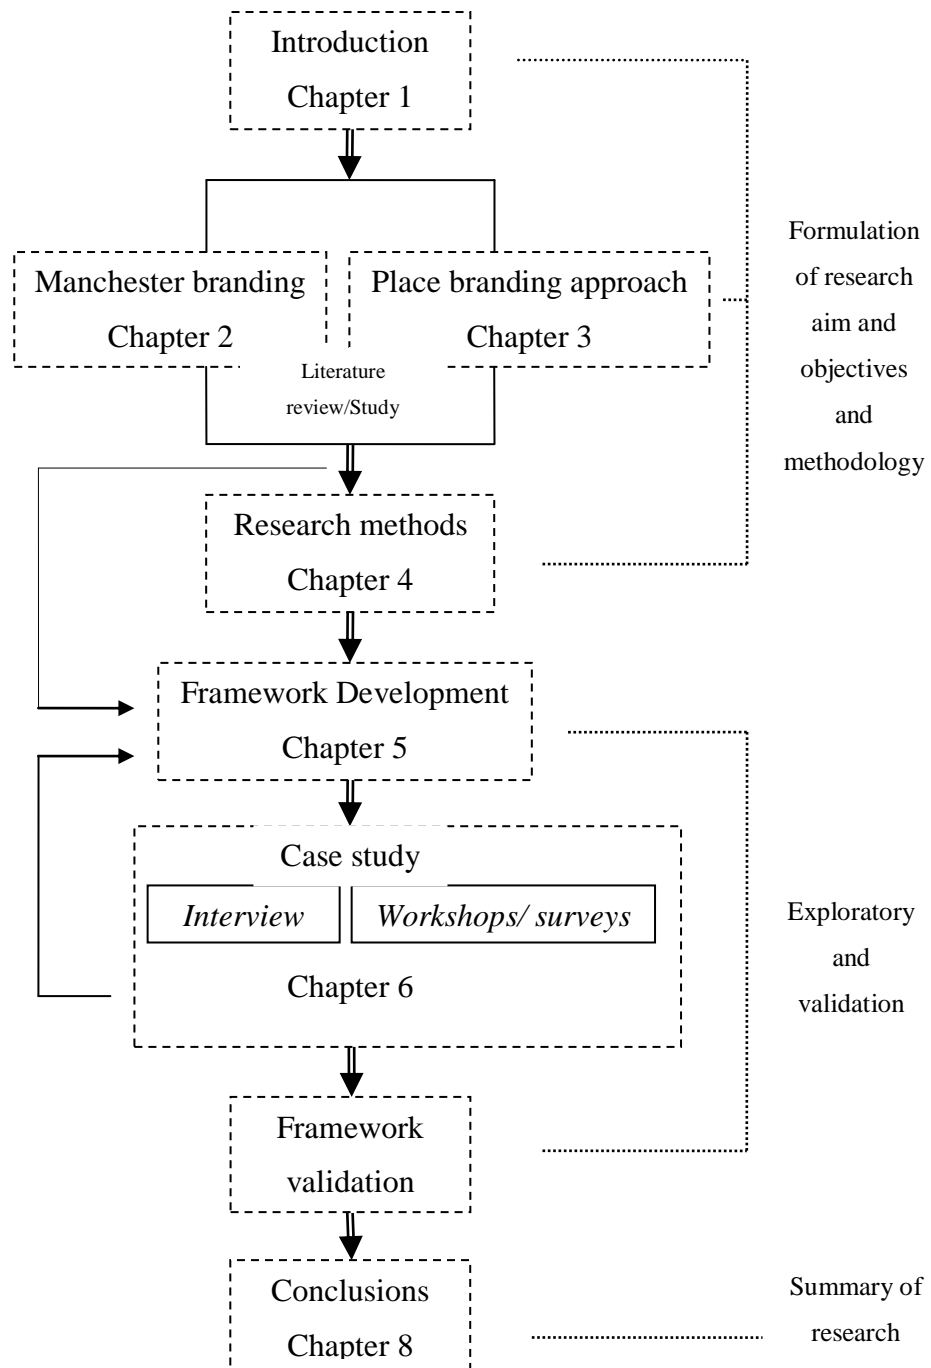 Introduction
Chapter 1
Manchester branding
Chapter 2
Place branding approach
Chapter 3
Literature
review/Study
Formulation
of research
aim and
objectives
and
methodology
Research methods
Chapter 4
Framework Development
Chapter 5
Case study
Interview
Workshops/ surveys
Chapter 6
Exploratory
and
validation
Framework
validation
Conclusions
Chapter 8
Summary of
research